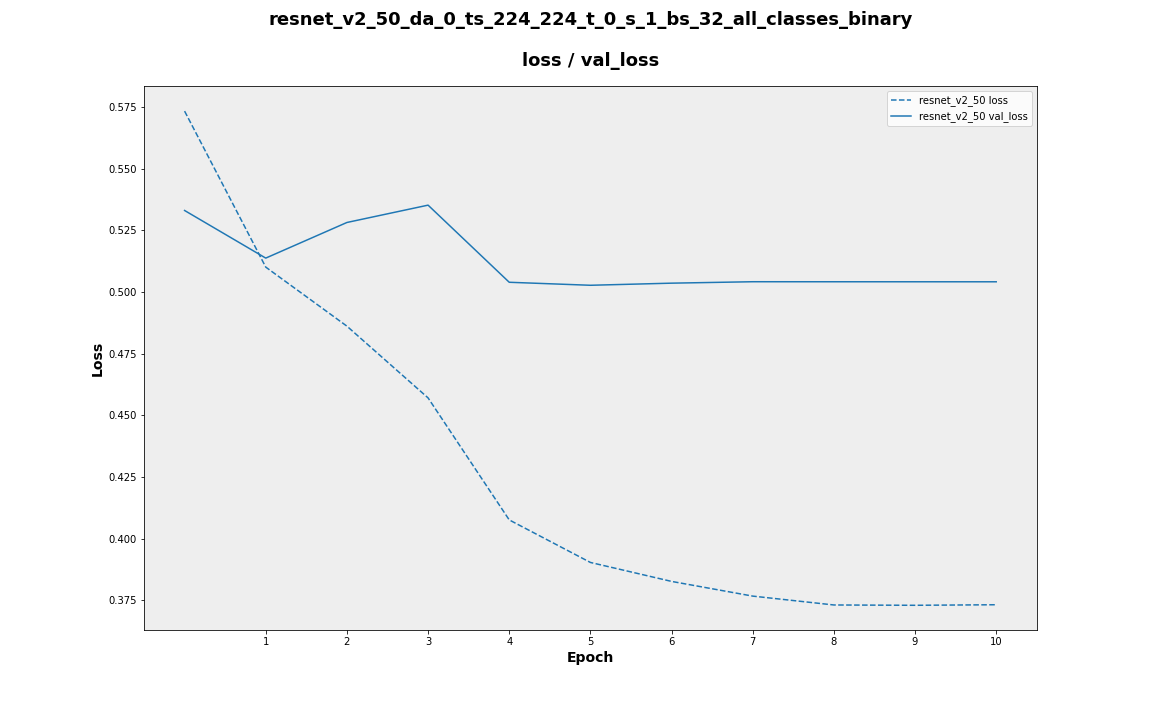 resnet_v2_50_da_0_ts_224_224_t_0_s_1_bs_32_all_classes_binary
loss / val_loss
resnet_v2_50 loss
resnet_v2_50 val_loss
Loss
0.575
0.550
0.525
0.500
0.475
0.450
0.425
0.400
0.375
1 2 3 4 5 6 7 8 9 10
Epoch